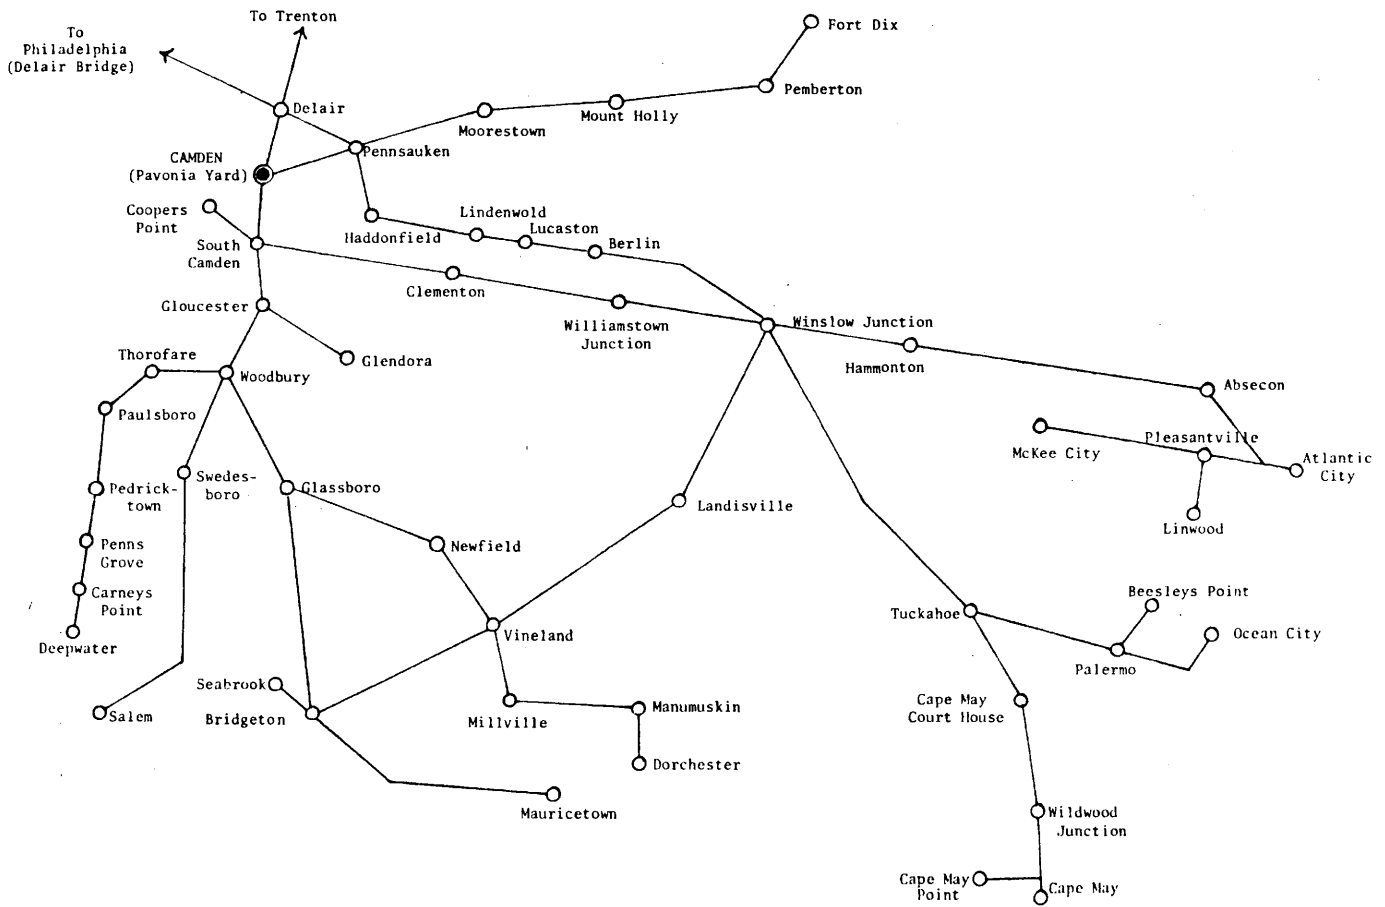 To Trenton
To
Philadelphia
(Delair Bridge)
Fort Dix
Pemberton
Delair
Mount Holly
Moorestown
CAMDEN
(Pavonia Yard)
Pennsauken
Coopers
Point
Lindenwold
Lucaston
Haddonfield
Berlin
South
Camden
Clementon
Gloucester
Williamstown
Junction
Winslow Junction
Thorofare
Glendora
Hammonton
Woodbury
Absecon
Paulsboro
McKee City
Pleasantville
Atlantic
City
Swedes-
boro
Pedrick-
town
Glassboro
Landisville
Linwood
Penns
Grove
Newfield
Carneys
Point
Beesleys Point
Tuckahoe
Deepwater
Vineland
Ocean City
Palermo
Seabrook
Salem
Bridgeton
Millville
Manumuskin
Cape May
Court House
Dorchester
Mauricetown
Wildwood
Junction
Cape May
Point
Cape May